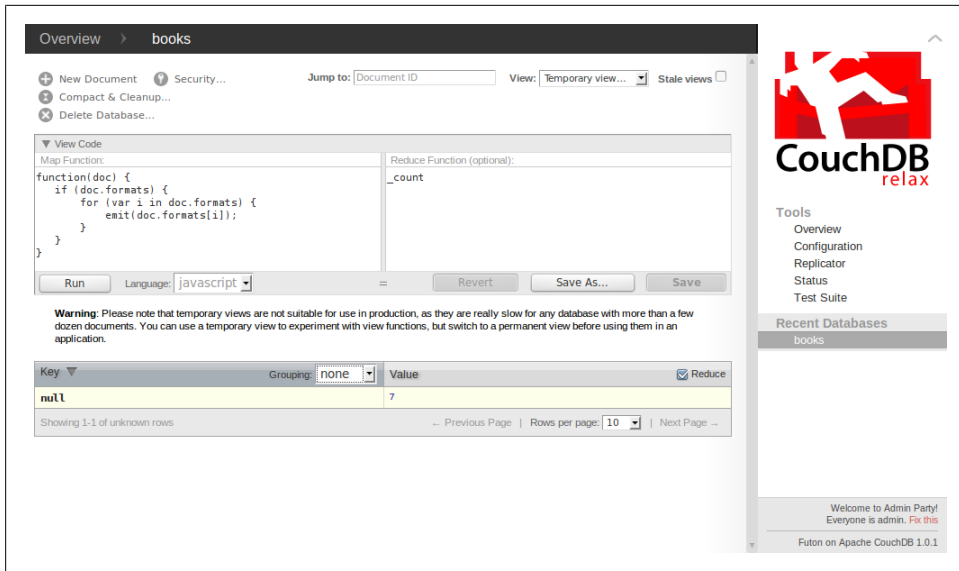 Overview books
New Document Security...
Jump to: Document ID
View: Temporary view...
Stale views
Compact & Cleanup...
Delete Database...
View Code
Map Function:
Reduce Function (optional):
function(doc) {
if (doc.formats) {
for (var i in doc.formats) {
emit(doc.formats[i]);
}
}
}
_count
Run
Language: javascript
=
Revert
Save As...
Save
Warning: Please note that temporary views are not suitable for use in production, as they are really slow for any database with more than a few
dozen documents. You can use a temporary view to experiment with view functions, but switch to a permanent view before using them in an
application.
Key Grouping: none Value Reduce
null 7
Showing 1-1 of unknown rows
← Previous Page | Rows per page: 10 | Next Page →
CouchDB
relax
Tools
Overview
Configuration
Replicator
Status
Test Suite
Recent Databases
books
Welcome to Admin Party!
Everyone is admin. Fix this
Futon on Apache CouchDB 1.0.1